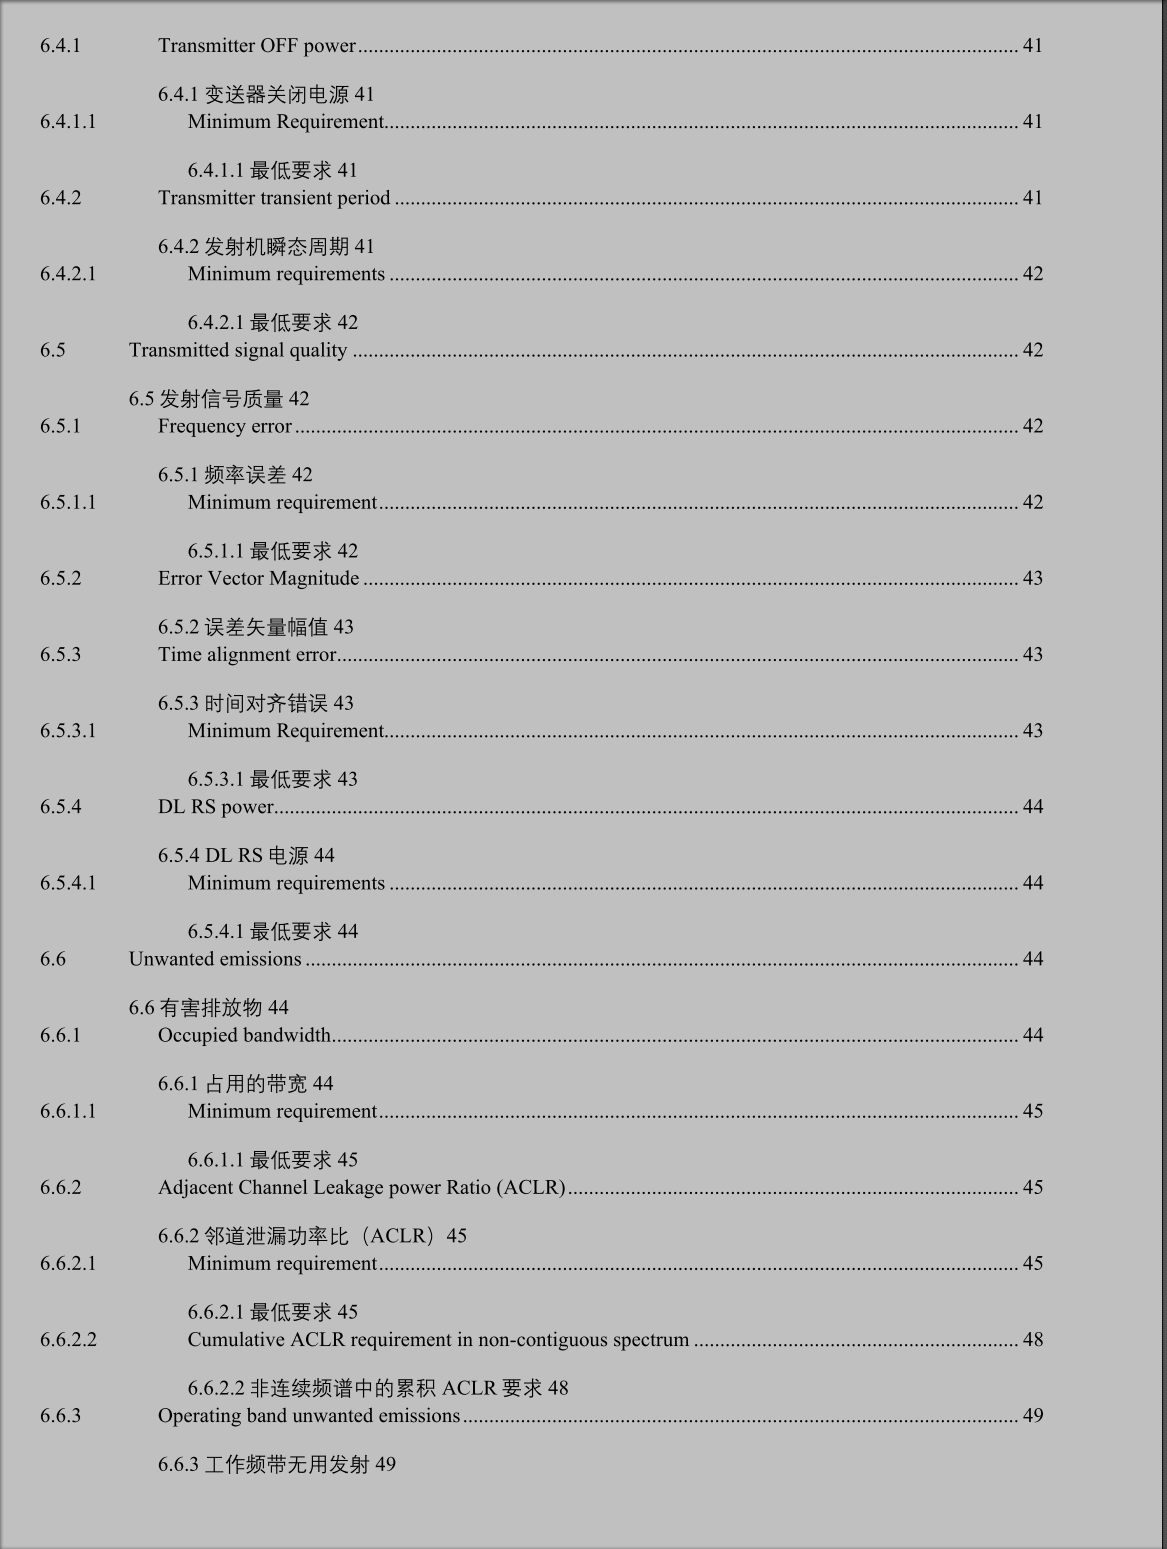 6.4.1 Transmitter OFF power 41
6.4.1 变送器关闭电源 41
6.4.1.1 Minimum Requirement 41
6.4.1.1 最低要求 41
6.4.2 Transmitter transient period 41
6.4.2 发射机瞬态周期 41
6.4.2.1 Minimum requirements 42
6.4.2.1 最低要求 42
6.5 Transmitted signal quality 42
6.5 发射信号质量 42
6.5.1 Frequency error 42
6.5.1 频率误差 42
6.5.1.1 Minimum requirement 42
6.5.1.1 最低要求 42
6.5.2 Error Vector Magnitude 43
6.5.2 误差矢量幅值 43
6.5.3 Time alignment error 43
6.5.3 时间对齐错误 43
6.5.3.1 Minimum Requirement 43
6.5.3.1 最低要求 43
6.5.4 DL RS power 44
6.5.4 DL RS 电源 44
6.5.4.1 Minimum requirements 44
6.5.4.1 最低要求 44
6.6 Unwanted emissions 44
6.6 有害排放物 44
6.6.1 Occupied bandwidth 44
6.6.1 占用的带宽 44
6.6.1.1 Minimum requirement 45
6.6.1.1 最低要求 45
6.6.2 Adjacent Channel Leakage power Ratio (ACLR) 45
6.6.2 邻道泄漏功率比（ACLR）45
6.6.2.1 Minimum requirement 45
6.6.2.1 最低要求 45
6.6.2.2 Cumulative ACLR requirement in non-contiguous spectrum 48
6.6.2.2 非连续频谱中的累积 ACLR 要求 48
6.6.3 Operating band unwanted emissions 49
6.6.3 工作频带无用发射 49